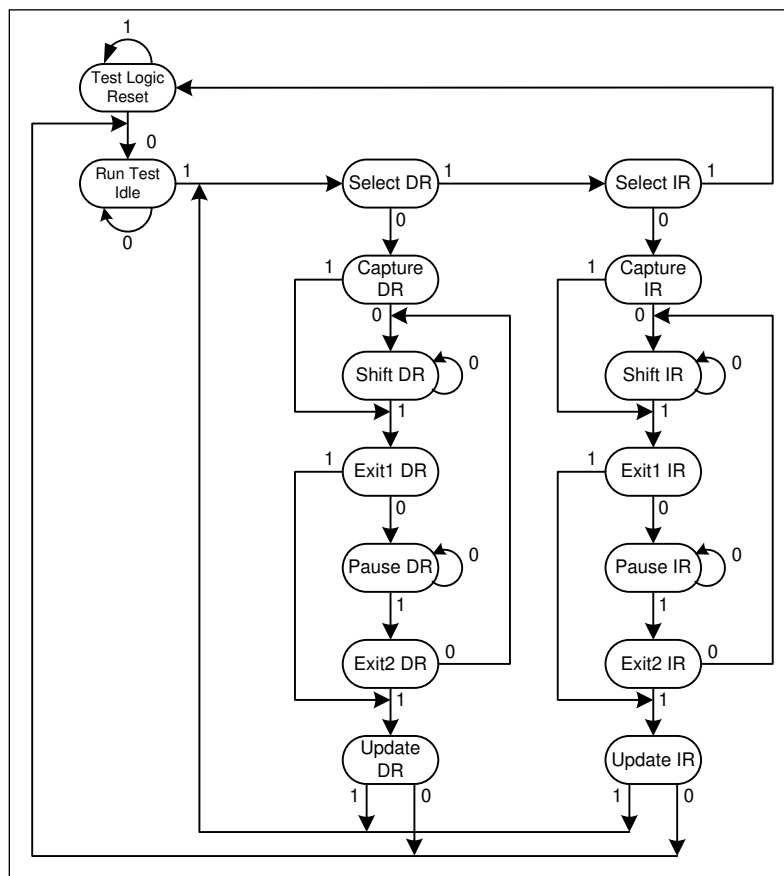 1
Test Logic
Reset
0
Run Test
Idle
1
0
Select DR
1
0
Select IR
1
0
Capture
DR
1
0
Capture
IR
1
0
Shift DR
0
1
Shift IR
0
1
Exit1 DR
1
0
Exit1 IR
1
0
Pause DR
0
1
Pause IR
0
1
Exit2 DR
0
1
Exit2 IR
0
1
Update
DR
1
0
Update IR
1
0